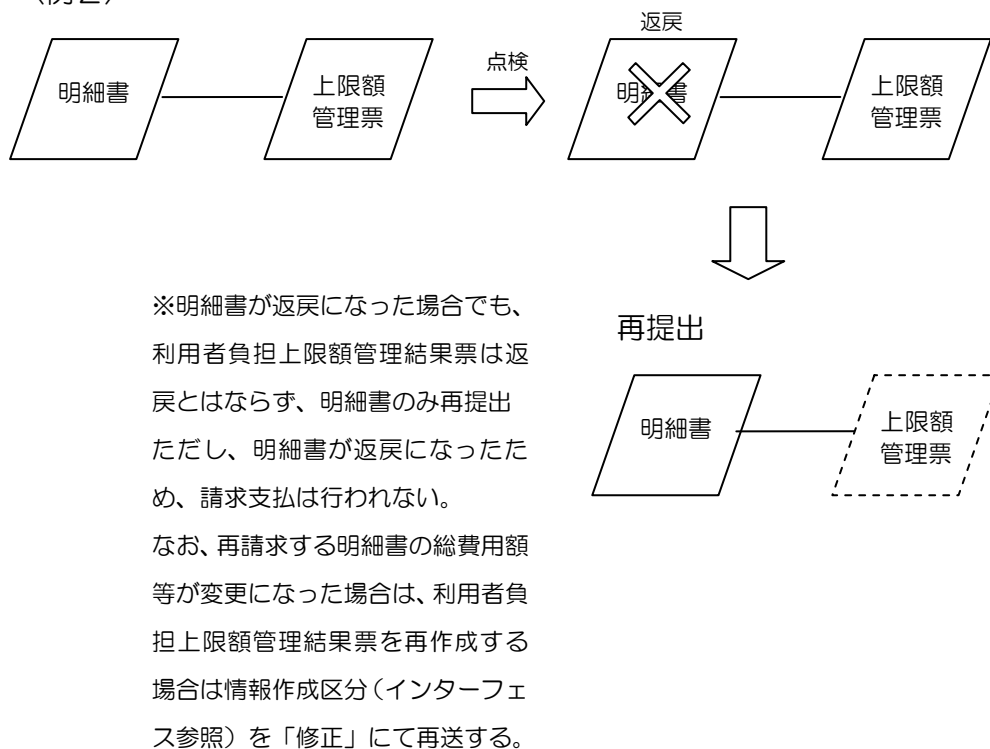 返戻
点検
明細書
上限額
管理票
明細書
上限額
管理票
※明細書が返戻になった場合でも、
利用者負担上限額管理結果票は返
戻とはならず、明細書のみ再提出
ただし、明細書が返戻になったた
め、請求支払は行われない。
なお、再請求する明細書の総費用額
等が変更になった場合は、利用者負
担上限額管理結果票を再作成する
場合は情報作成区分（インターフェ
ス参照）を「修正」にて再送する。
再提出
明細書
上限額
管理票